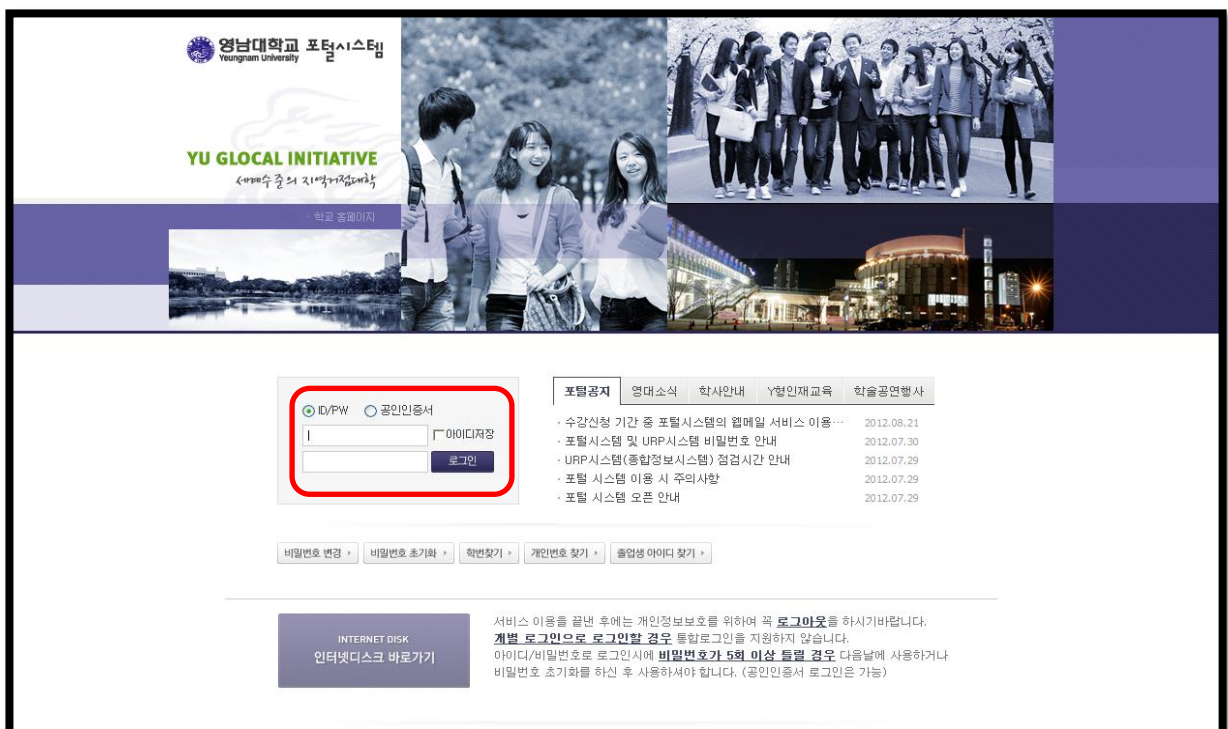 영남대학교 포털시스템
Yeungnam University
YU GLOCAL INITIATIVE
세계수준의 지역거점대학
· 학교 홈페이지
ID/PW 공인인증서
아이디저장
로그인
포털공지 영대소식 학사안내 Y형인재교육 학술공연행사
· 수강신청 기간 중 포털시스템의 웹메일 서비스 이용… 2012.08.21
· 포털시스템 및 URP시스템 비밀번호 안내 2012.07.30
· URP시스템(종합정보시스템) 점검시간 안내 2012.07.29
· 포털 시스템 이용 시 주의사항 2012.07.29
· 포털 시스템 오픈 안내 2012.07.29
비밀번호 변경 비밀번호 초기화 학번찾기 개인번호 찾기 졸업생 아이디 찾기
INTERNET DISK
인터넷디스크 바로가기
서비스 이용을 끝낸 후에는 개인정보보호를 위하여 꼭 로그아웃을 하시기바랍니다.
개별 로그인으로 로그인할 경우 통합로그인을 지원하지 않습니다.
아이디/비밀번호로 로그인시에 비밀번호가 5회 이상 틀릴 경우 다음날에 사용하거나
비밀번호 초기화를 하신 후 사용하셔야 합니다. (공인인증서 로그인은 가능)